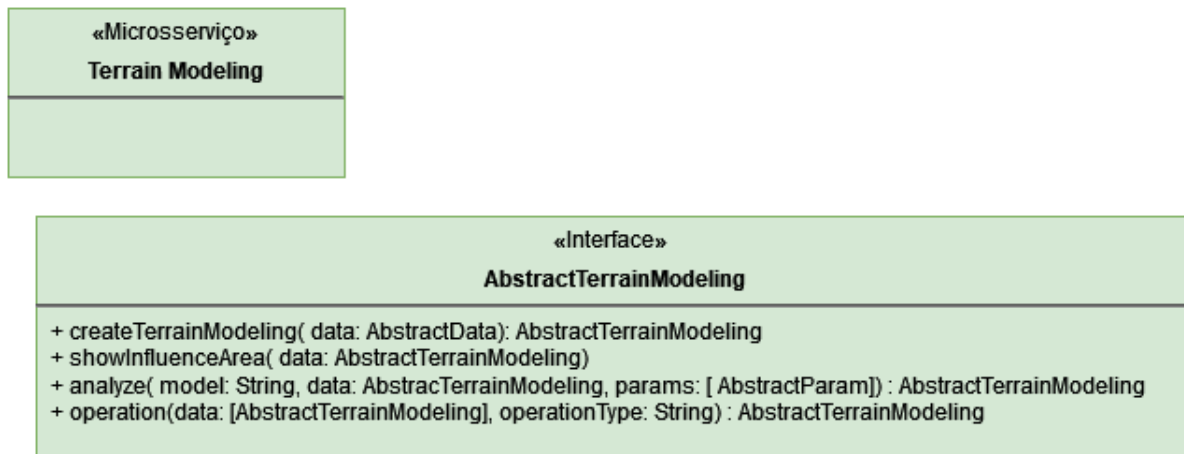 «Microsserviço»
Terrain Modeling
«Interface»
AbstractTerrainModeling
+ createTerrainModeling( data: AbstractData): AbstractTerrainModeling
+ showInfluenceArea( data: AbstractTerrainModeling)
+ analyze( model: String, data: AbstracTerrainModeling, params: [ AbstractParam]) : AbstractTerrainModeling
+ operation(data: [AbstractTerrainModeling], operationType: String) : AbstractTerrainModeling